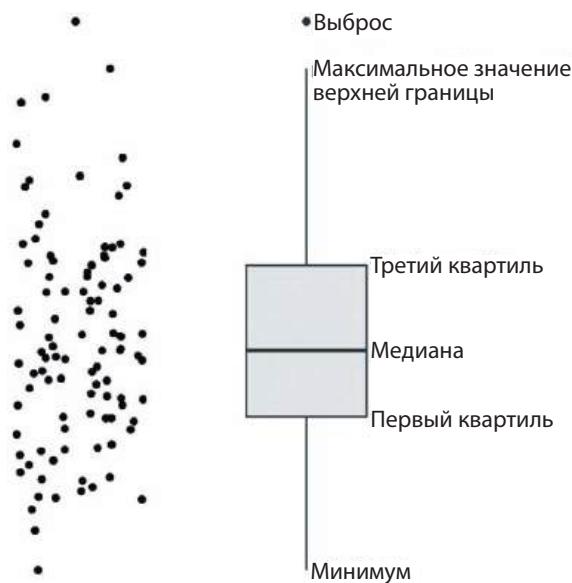 Выброс
Максимальное значение
верхней границы
Третий квартиль
Медиана
Первый квартиль
Минимум